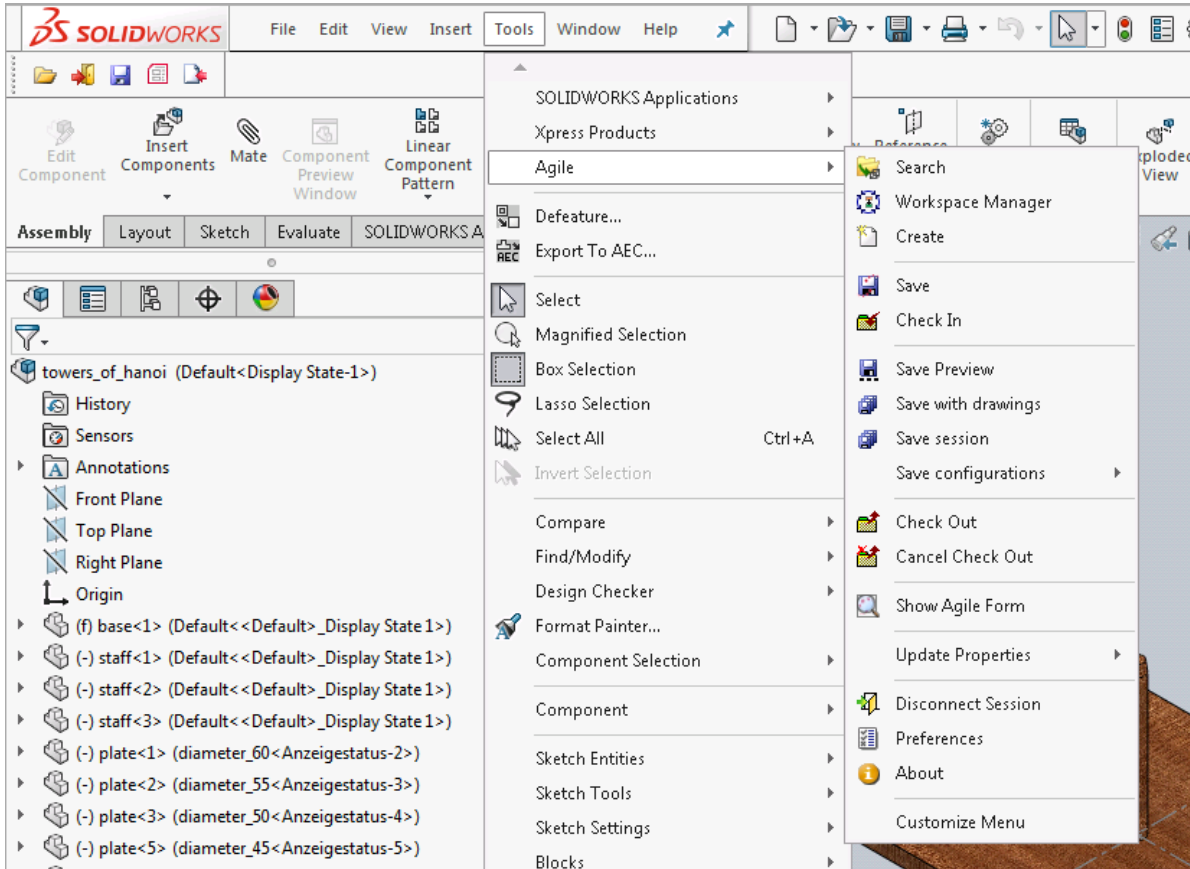 SOLIDWORKS
File Edit View Insert Tools Window Help
Edit Component
Insert Components
Mate
Component Preview Window
Linear Component Pattern
Reference
View
Assembly Layout Sketch Evaluate SOLIDWORKS A
towers_of_hanoi (Default<Display State-1>)
History
Sensors
Annotations
Front Plane
Top Plane
Right Plane
Origin
(f) base<1> (Default<<Default>_Display State 1>)
(-) staff<1> (Default<<Default>_Display State 1>)
(-) staff<2> (Default<<Default>_Display State 1>)
(-) staff<3> (Default<<Default>_Display State 1>)
(-) plate<1> (diameter_60<Anzeigestatus-2>)
(-) plate<2> (diameter_55<Anzeigestatus-3>)
(-) plate<3> (diameter_50<Anzeigestatus-4>)
(-) plate<5> (diameter_45<Anzeigestatus-5>)
SOLIDWORKS Applications
Xpress Products
Agile
Defeature...
Export To AEC...
Select
Magnified Selection
Box Selection
Lasso Selection
Select All Ctrl+A
Invert Selection
Compare
Find/Modify
Design Checker
Format Painter...
Component Selection
Component
Sketch Entities
Sketch Tools
Sketch Settings
Blocks
Search
Workspace Manager
Create
Save
Check In
Save Preview
Save with drawings
Save session
Save configurations
Check Out
Cancel Check Out
Show Agile Form
Update Properties
Disconnect Session
Preferences
About
Customize Menu